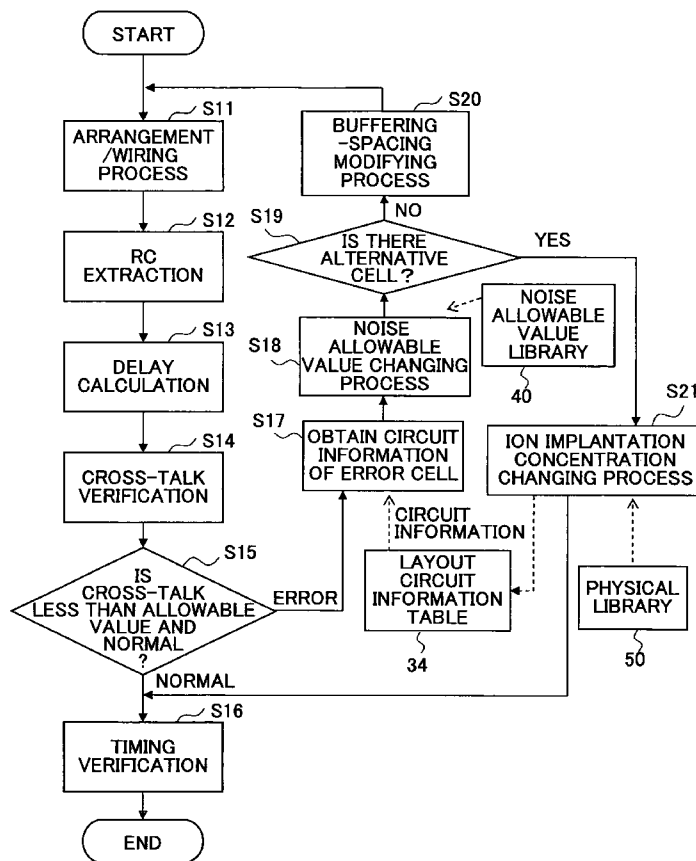 START
S11
ARRANGEMENT
/WIRING
PROCESS
S12
RC
EXTRACTION
S13
DELAY
CALCULATION
S14
CROSS-TALK
VERIFICATION
S15
IS
CROSS-TALK
LESS THAN ALLOWABLE
VALUE AND
NORMAL
?
ERROR
NORMAL
S16
TIMING
VERIFICATION
END
S20
BUFFERING
-SPACING
MODIFYING
PROCESS
NO
S19
IS THERE
ALTERNATIVE
CELL?
YES
S18
NOISE
ALLOWABLE
VALUE CHANGING
PROCESS
NOISE
ALLOWABLE
VALUE
LIBRARY
40
S17
OBTAIN CIRCUIT
INFORMATION
OF ERROR CELL
CIRCUIT
INFORMATION
LAYOUT
CIRCUIT
INFORMATION
TABLE
34
S21
ION IMPLANTATION
CONCENTRATION
CHANGING PROCESS
PHYSICAL
LIBRARY
50